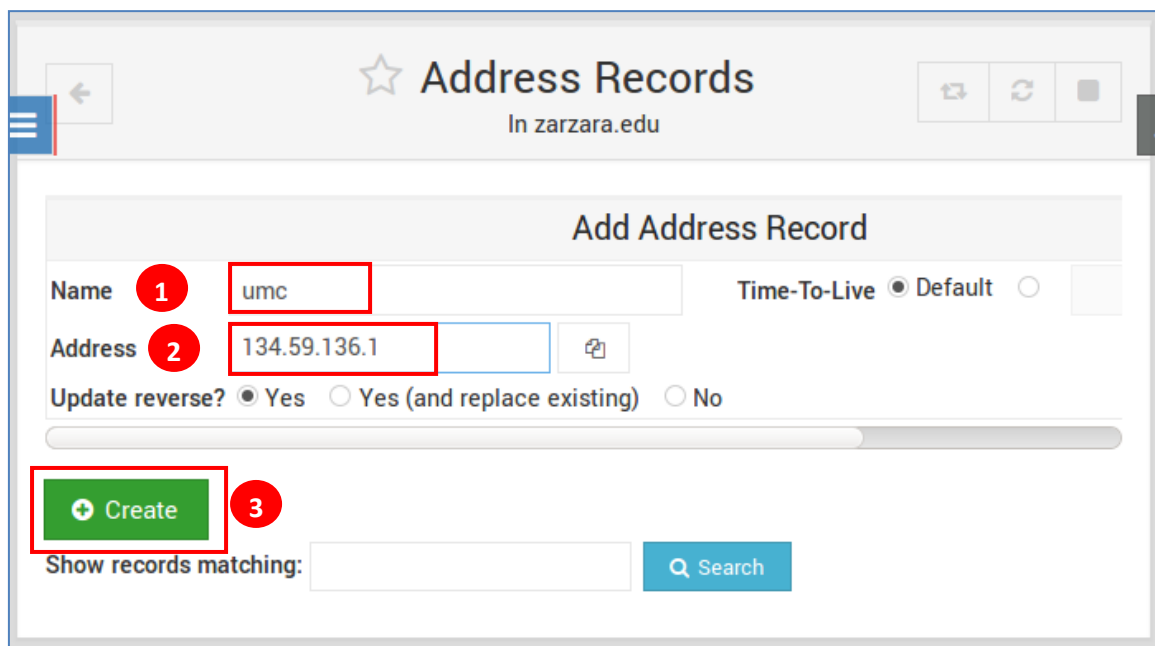 Address Records
In zarzara.edu
Add Address Record
Name 1 umc Time-To-Live Default
Address 2 134.59.136.1
Update reverse? Yes Yes (and replace existing) No
Create 3
Show records matching: Search